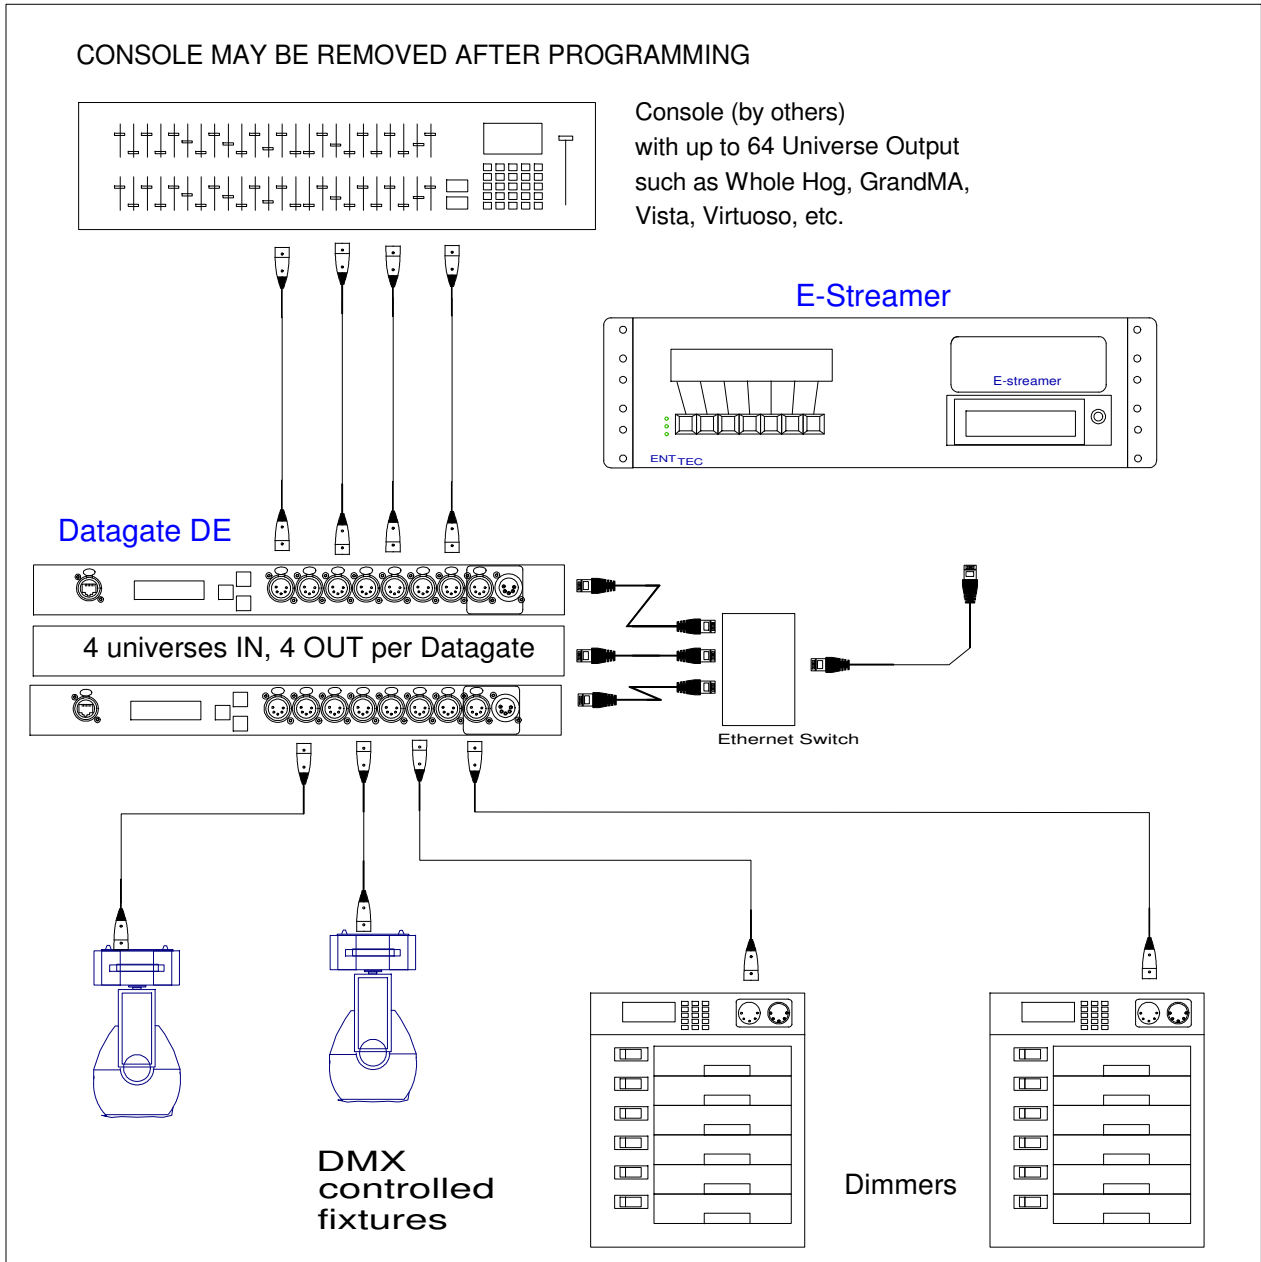 CONSOLE MAY BE REMOVED AFTER PROGRAMMING
Console (by others)
with up to 64 Universe Output
such as Whole Hog, GrandMA,
Vista, Virtuoso, etc.
E-Streamer
E-streamer
ENTTEC
Datagate DE
4 universes IN, 4 OUT per Datagate
Ethernet Switch
DMX
controlled
fixtures
Dimmers